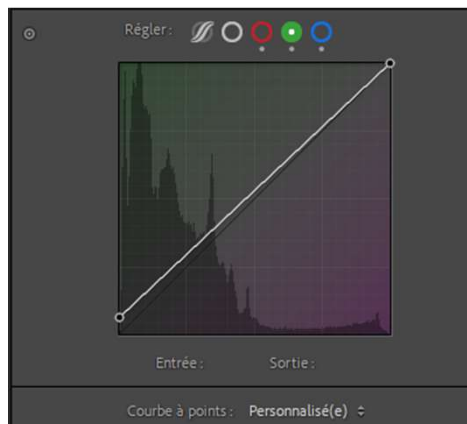 Régler :
Entrée : Sortie :
Courbe à points : Personnalisé(e)